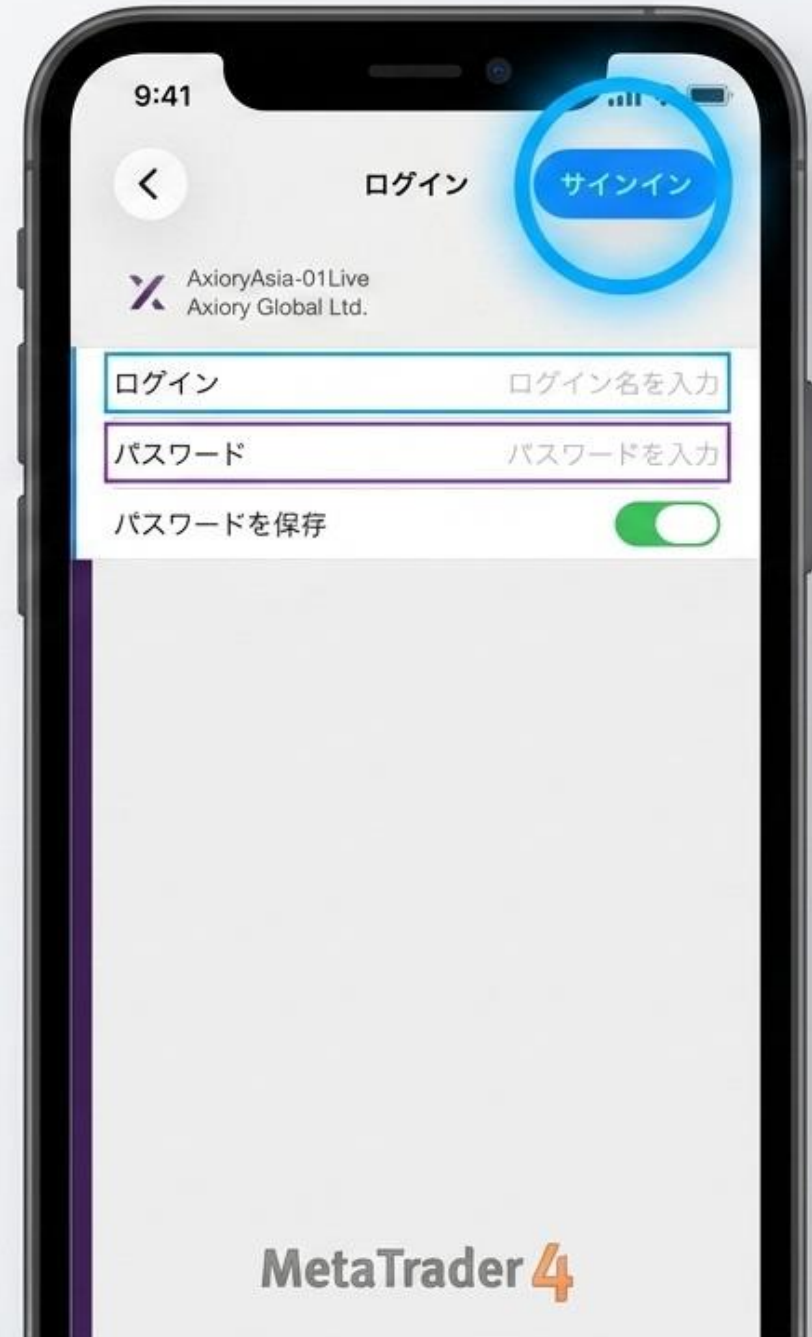 9:41
ログイン
サインイン
AxioryAsia-01Live
Axiory Global Ltd.
ログイン ログイン名を入力
パスワード パスワードを入力
パスワードを保存
MetaTrader 4